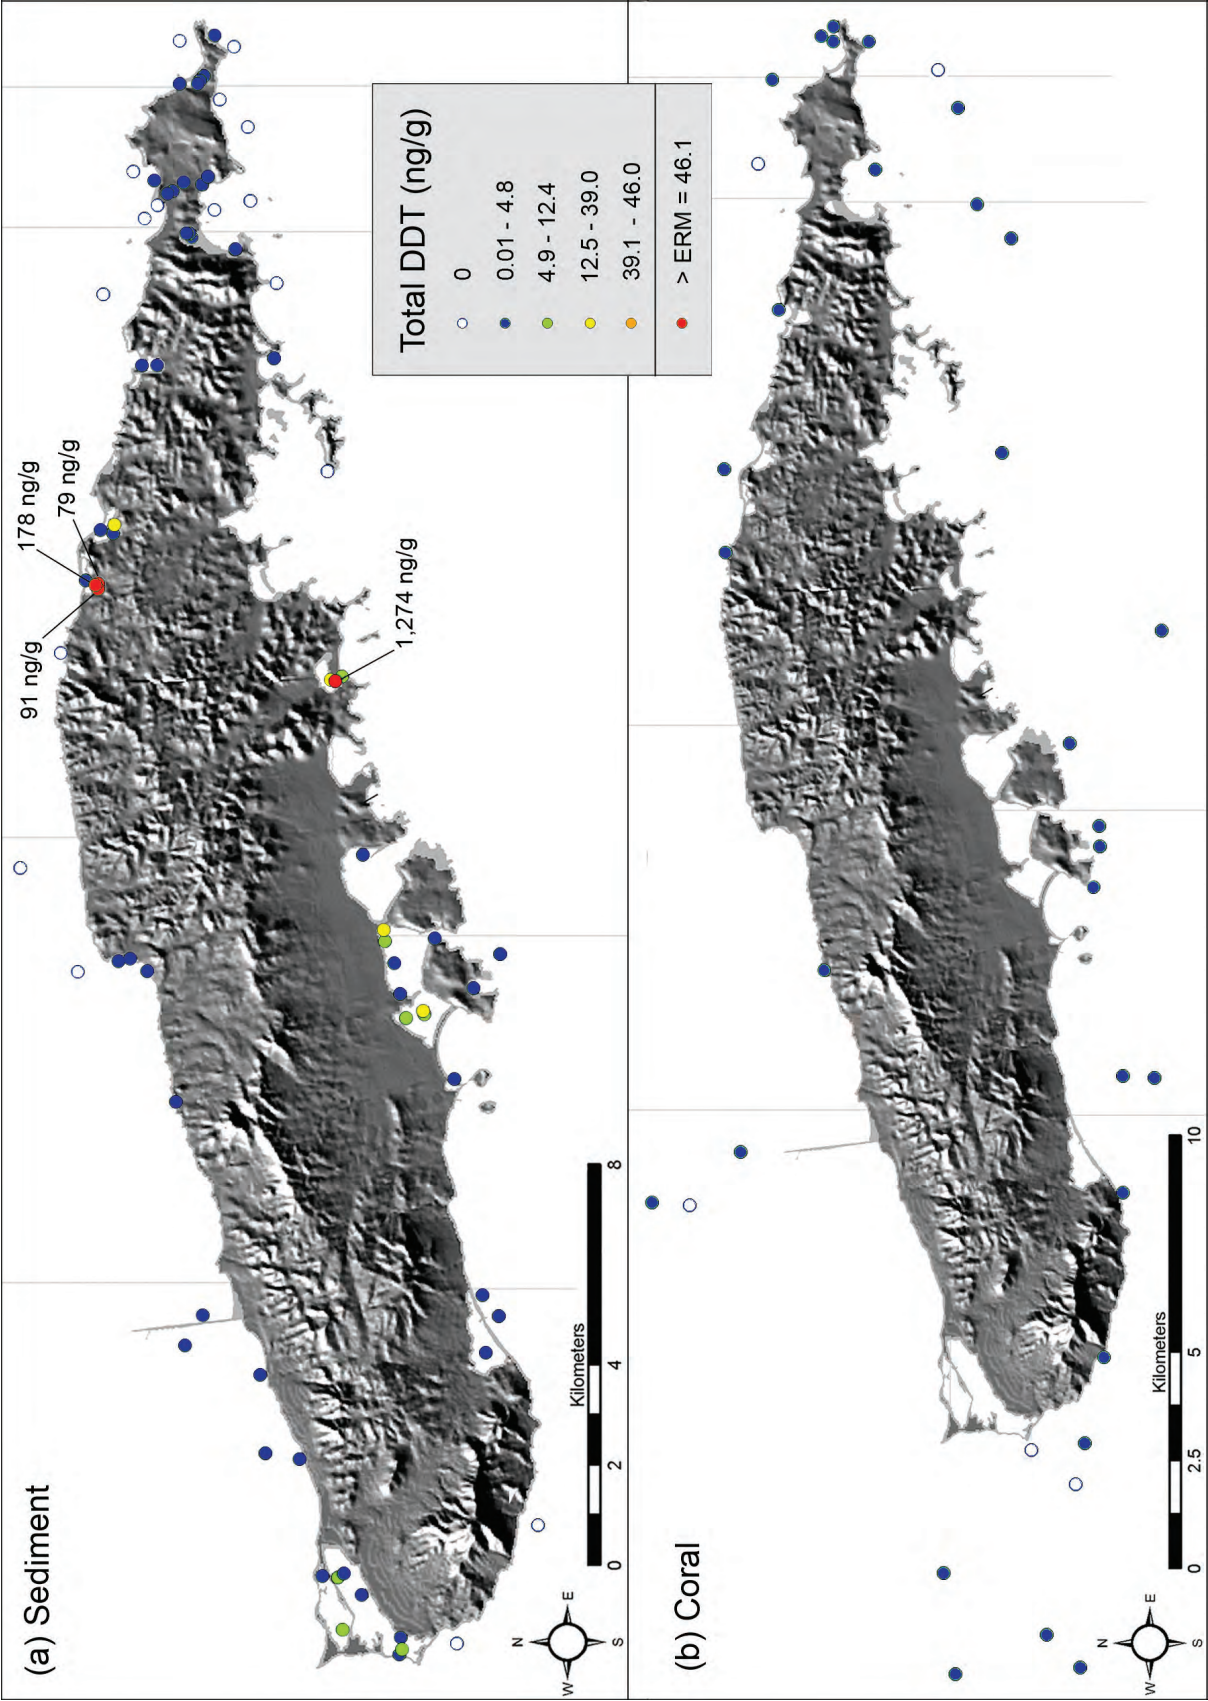 (a) Sediment
91 ng/g
178 ng/g
79 ng/g
1,274 ng/g
N
W
E
S
Kilometers
0
2
4
8
Total DDT (ng/g)
0
0.01 - 4.8
4.9 - 12.4
12.5 - 39.0
39.1 - 46.0
> ERM = 46.1
(b) Coral
N
W
E
S
Kilometers
0
2.5
5
10